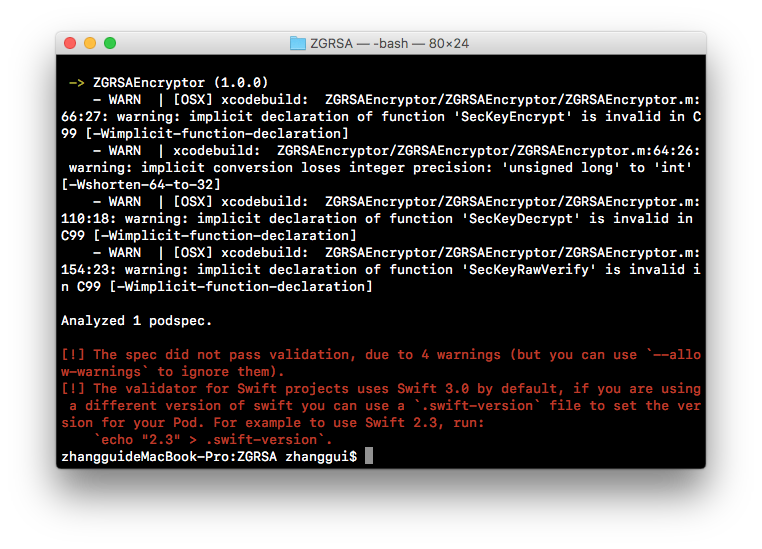 ZGRSA — -bash — 80×24
-> ZGRSAEncryptor (1.0.0)
- WARN | [OSX] xcodebuild: ZGRSAEncryptor/ZGRSAEncryptor/ZGRSAEncryptor.m:
66:27: warning: implicit declaration of function 'SecKeyEncrypt' is invalid in C
99 [-Wimplicit-function-declaration]
- WARN | xcodebuild: ZGRSAEncryptor/ZGRSAEncryptor/ZGRSAEncryptor.m:64:26:
warning: implicit conversion loses integer precision: 'unsigned long' to 'int'
[-Wshorten-64-to-32]
- WARN | [OSX] xcodebuild: ZGRSAEncryptor/ZGRSAEncryptor/ZGRSAEncryptor.m:
110:18: warning: implicit declaration of function 'SecKeyDecrypt' is invalid in
C99 [-Wimplicit-function-declaration]
- WARN | [OSX] xcodebuild: ZGRSAEncryptor/ZGRSAEncryptor/ZGRSAEncryptor.m:
154:23: warning: implicit declaration of function 'SecKeyRawVerify' is invalid i
n C99 [-Wimplicit-function-declaration]
Analyzed 1 podspec.
[!] The spec did not pass validation, due to 4 warnings (but you can use `--allo
w-warnings` to ignore them).
[!] The validator for Swift projects uses Swift 3.0 by default, if you are using
a different version of swift you can use a `.swift-version` file to set the ver
sion for your Pod. For example to use Swift 2.3, run:
`echo "2.3" > .swift-version`.
zhangguideMacBook-Pro:ZGRSA zhanggui$